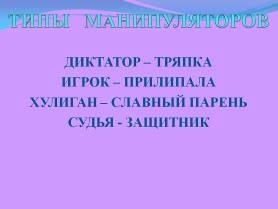 ТИПЫ МАНИПУЛЯТОРОВ
ДИКТАТОР – ТРЯПКА
ИГРОК – ПРИЛИПАЛА
ХУЛИГАН – СЛАВНЫЙ ПАРЕНЬ
СУДЬЯ - ЗАЩИТНИК